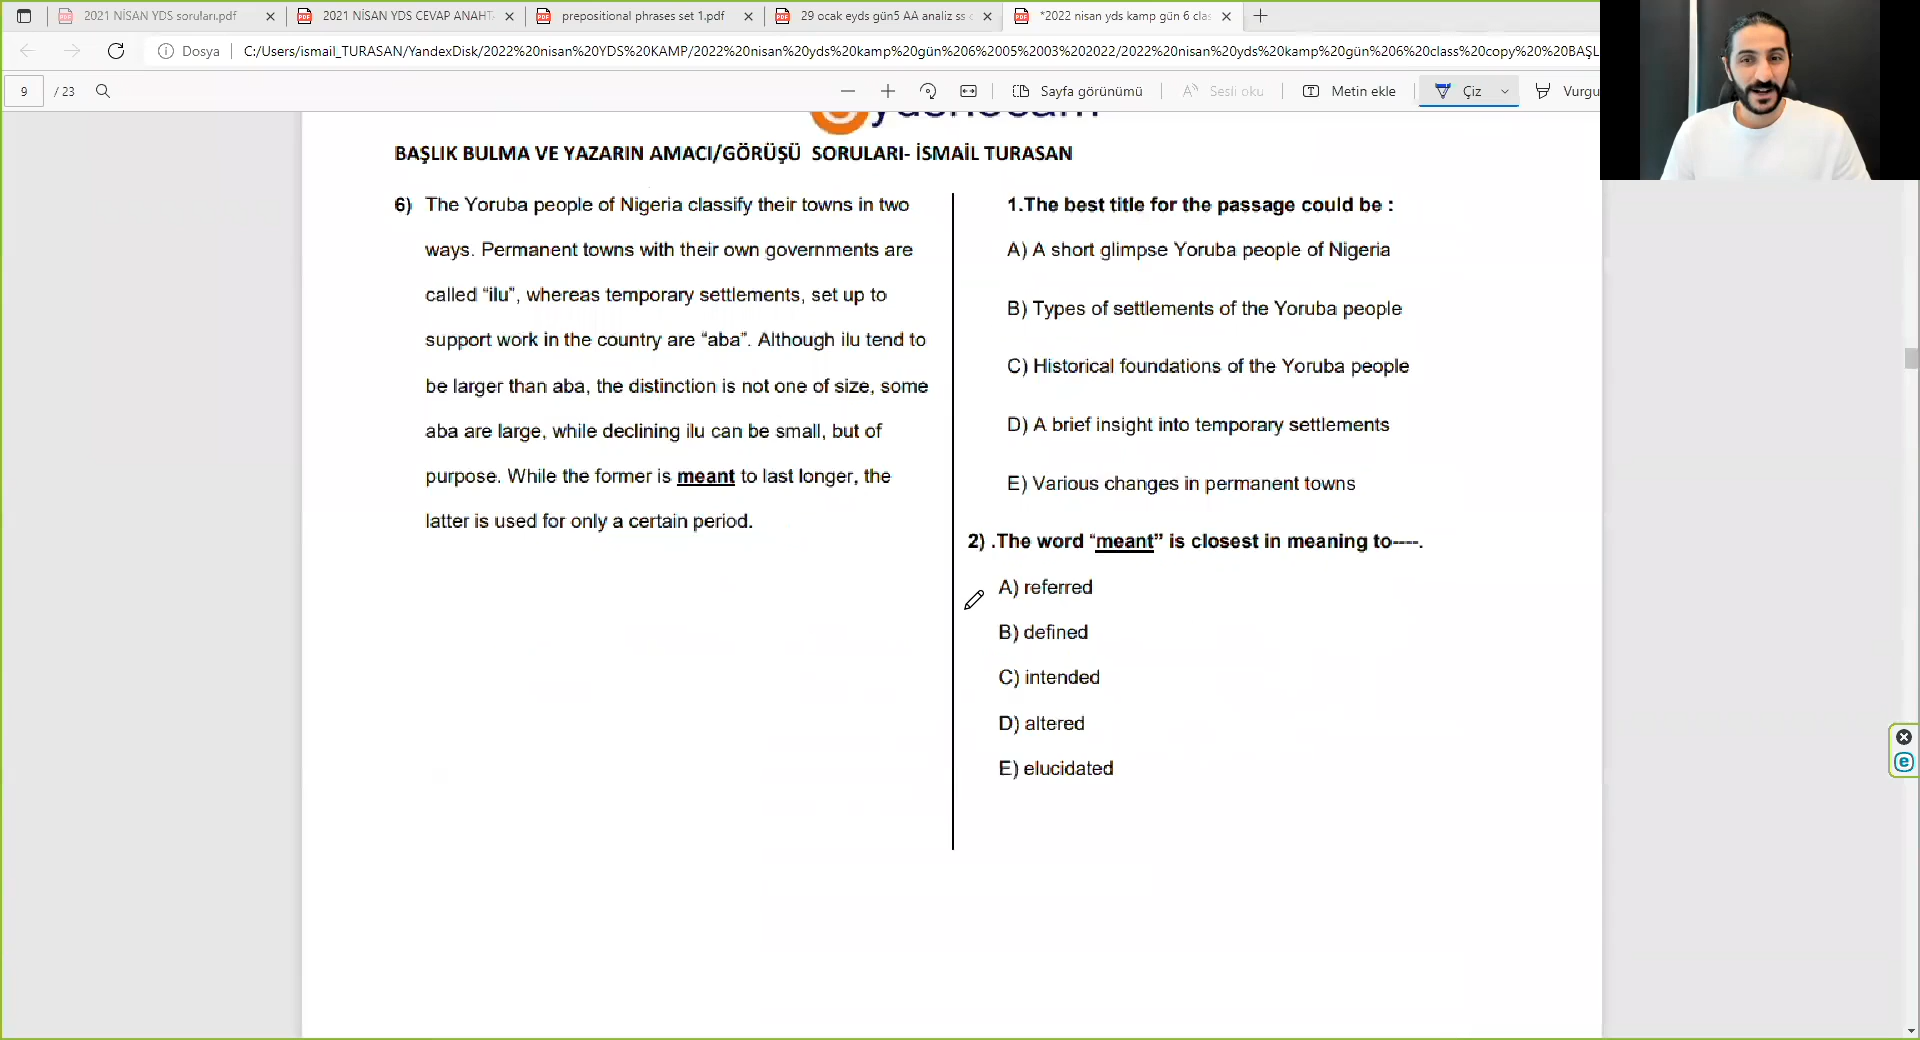 2021 NİSAN YDS soruları.pdf
2021 NİSAN YDS CEVAP ANAHT
prepositional phrases set 1.pdf
29 ocak eyds gün5 AA analiz ss c
*2022 nisan yds kamp gün 6 clas
Dosya
C:/Users/ismail_TURASAN/YandexDisk/2022%20nisan%20YDS%20KAMP/2022%20nisan%20yds%20kamp%20gün%206%2005%2003%202022/2022%20nisan%20yds%20kamp%20gün%206%20class%20copy%20%20BAŞL
9 / 23
Sayfa görünümü
Sesli oku
Metin ekle
Çiz
Vurgu
BAŞLIK BULMA VE YAZARIN AMACI/GÖRÜŞÜ SORULARI- İSMAİL TURASAN
6) The Yoruba people of Nigeria classify their towns in two
ways. Permanent towns with their own governments are
called “ilu”, whereas temporary settlements, set up to
support work in the country are “aba”. Although ilu tend to
be larger than aba, the distinction is not one of size, some
aba are large, while declining ilu can be small, but of
purpose. While the former is meant to last longer, the
latter is used for only a certain period.
1.The best title for the passage could be :
A) A short glimpse Yoruba people of Nigeria
B) Types of settlements of the Yoruba people
C) Historical foundations of the Yoruba people
D) A brief insight into temporary settlements
E) Various changes in permanent towns
2) .The word “meant” is closest in meaning to----.
A) referred
B) defined
C) intended
D) altered
E) elucidated